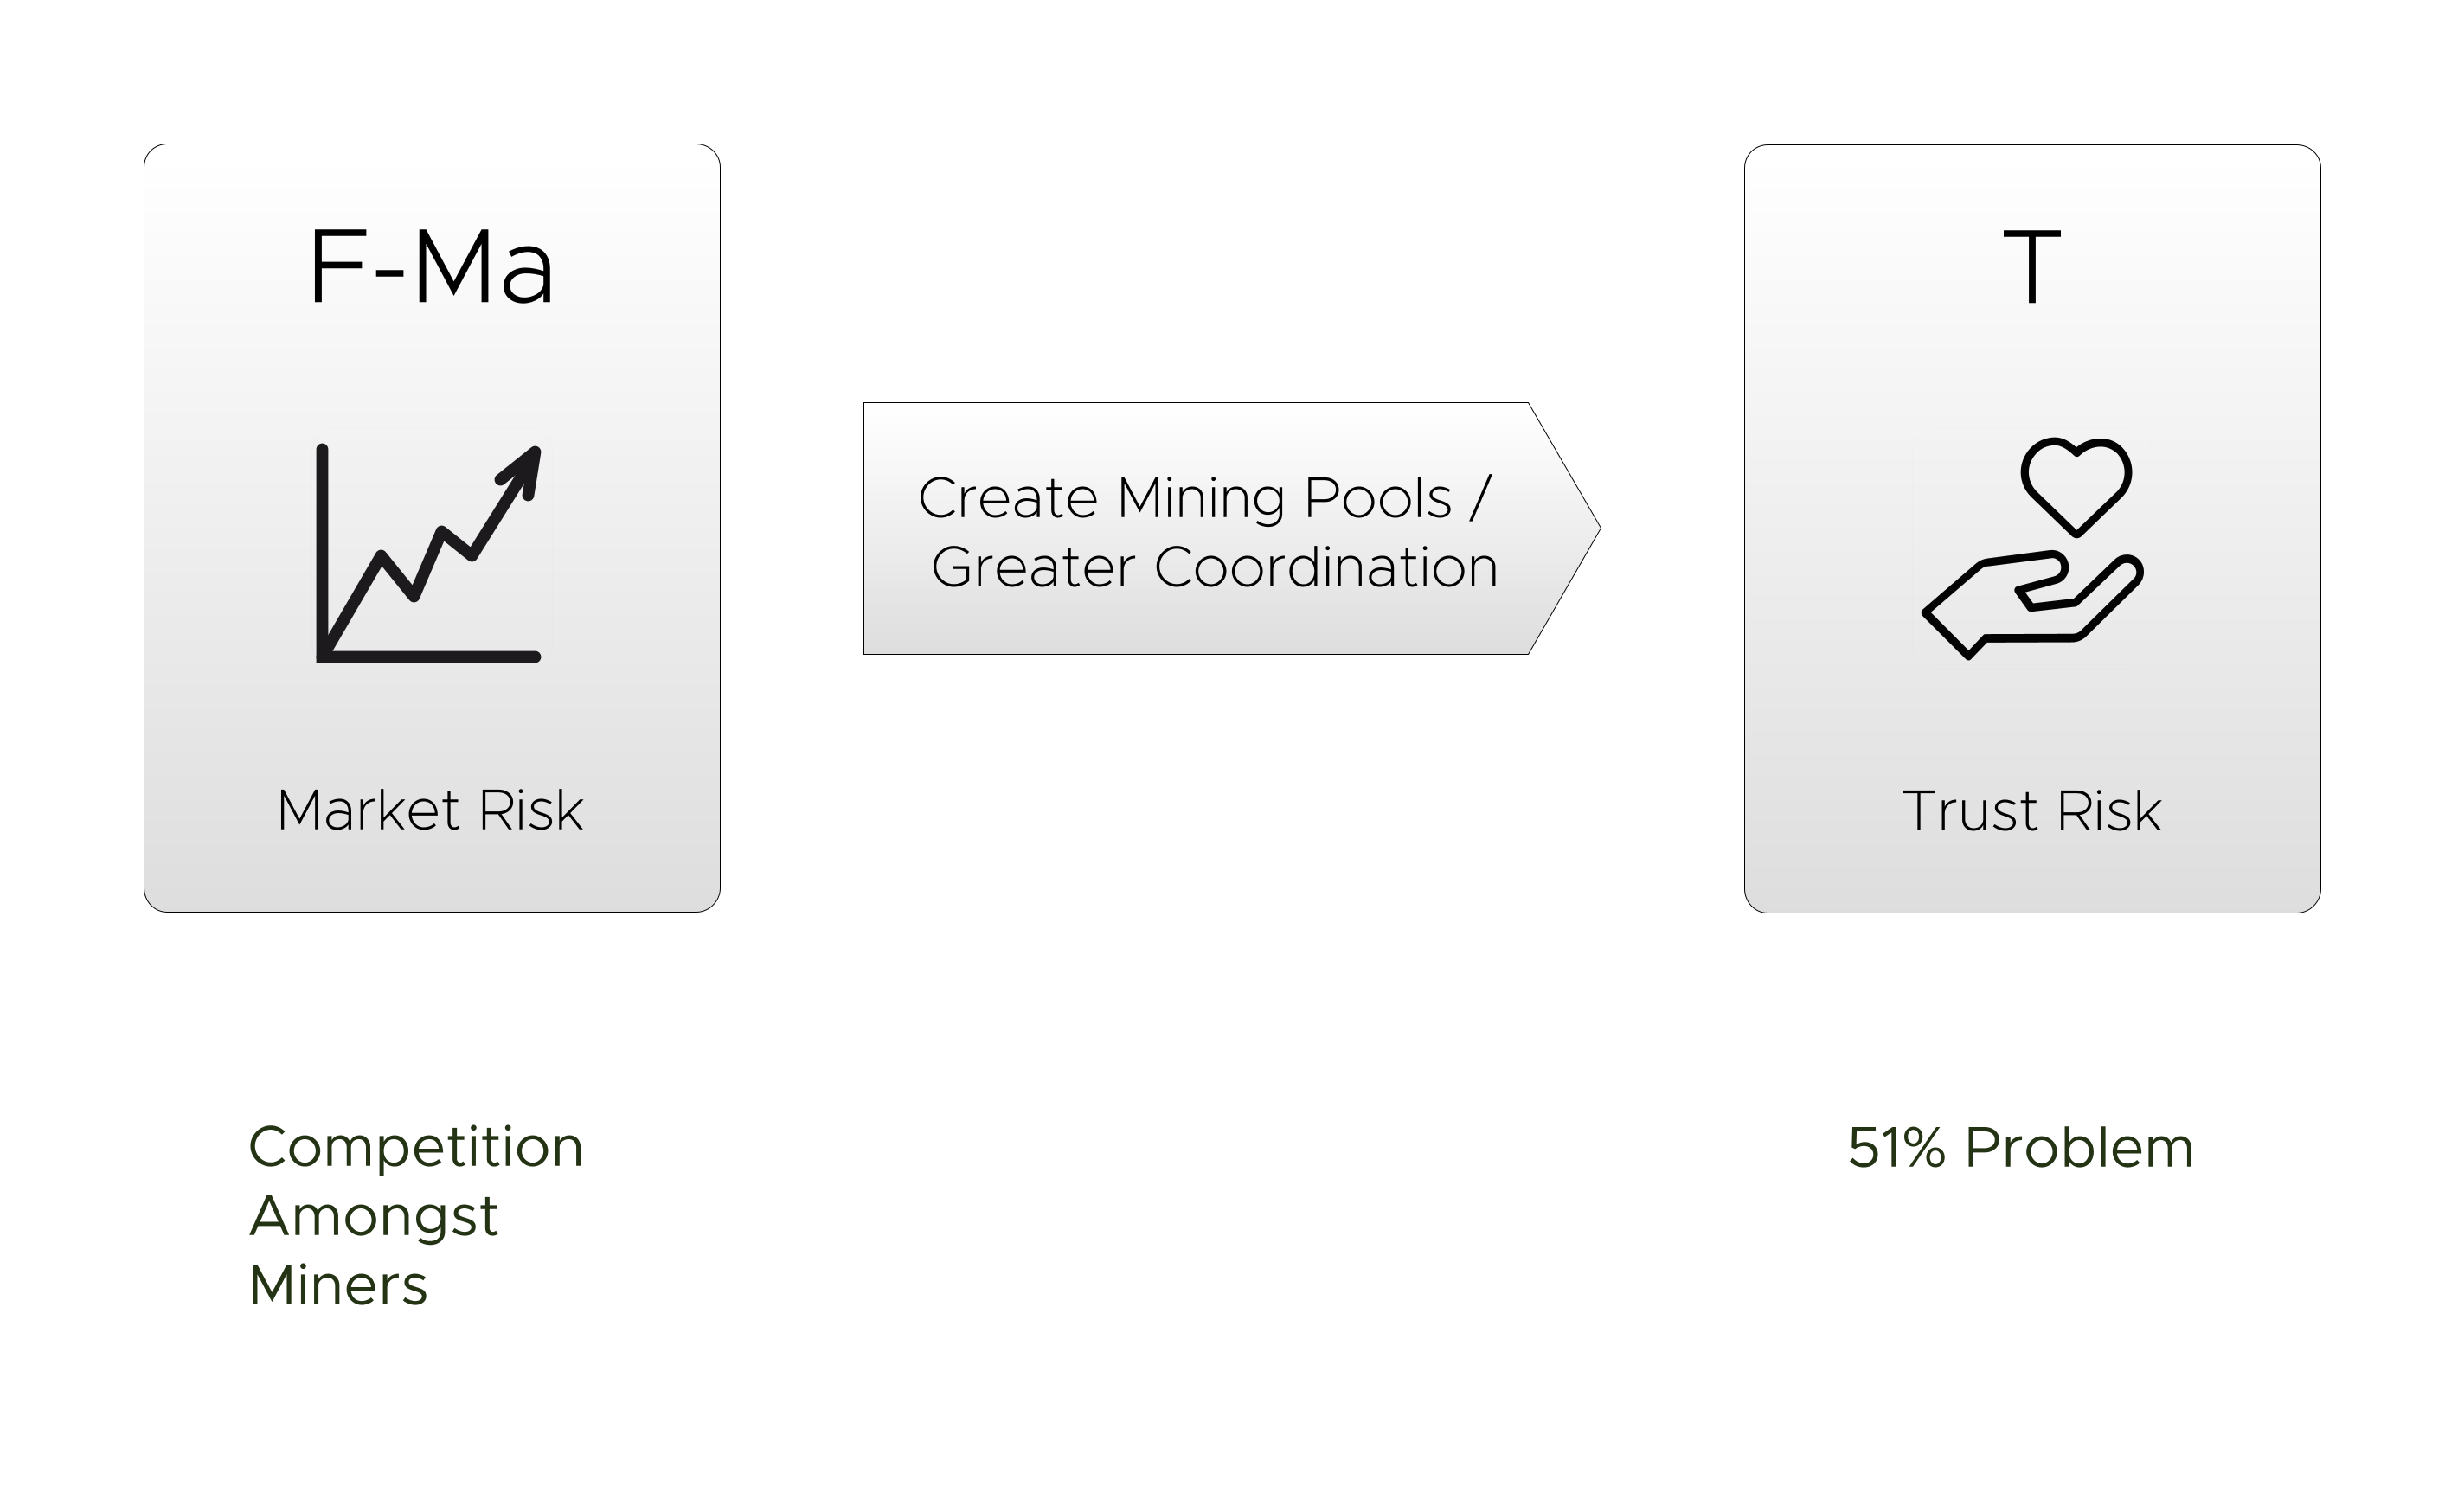 F-Ma
Market Risk
Competition
Amongst
Miners
Create Mining Pools /
Greater Coordination
T
Trust Risk
51% Problem